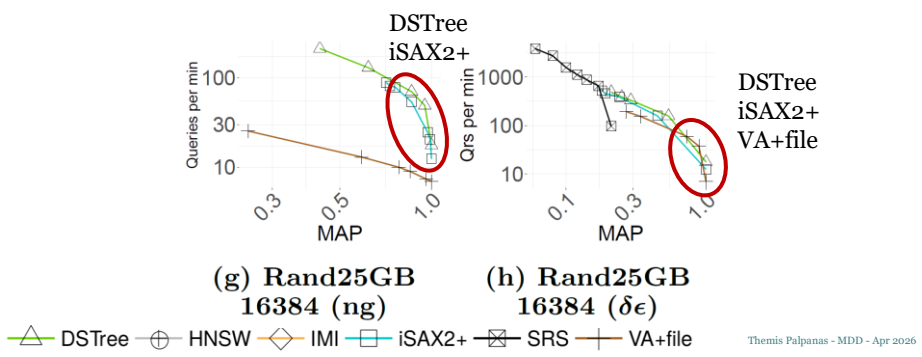 DSTree
iSAX2+
Queries per min
100
30
10
0.3
0.5
1.0
MAP
(g) Rand25GB
16384 (ng)
Qrs per min
1000
100
10
0.1
0.3
1.0
MAP
(h) Rand25GB
16384 (δϵ)
DSTree
iSAX2+
VA+file
DSTree HNSW IMI iSAX2+ SRS VA+file
Themis Palpanas - MDD - Apr 2026